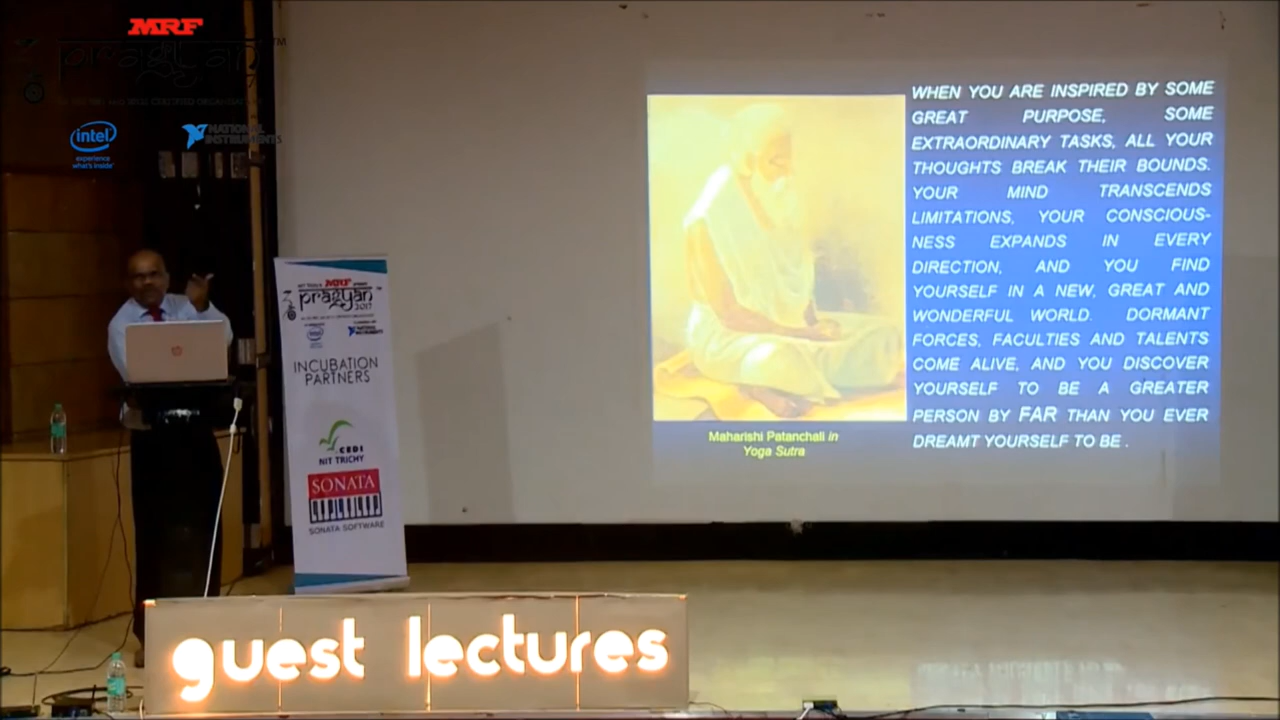 MRF
pragyan
intel
experience
what's inside
NATIONAL
INSTRUMENTS
MRF
pragyan
2017
intel
NATIONAL
INSTRUMENTS
INCUBATION
PARTNERS
CEDI
NIT TRICHY
SONATA
SONATA SOFTWARE
WHEN YOU ARE INSPIRED BY SOME
GREAT PURPOSE, SOME
EXTRAORDINARY TASKS, ALL YOUR
THOUGHTS BREAK THEIR BOUNDS.
YOUR MIND TRANSCENDS
LIMITATIONS, YOUR CONSCIOUS-
NESS EXPANDS IN EVERY
DIRECTION, AND YOU FIND
YOURSELF IN A NEW, GREAT AND
WONDERFUL WORLD. DORMANT
FORCES, FACULTIES AND TALENTS
COME ALIVE, AND YOU DISCOVER
YOURSELF TO BE A GREATER
PERSON BY FAR THAN YOU EVER
DREAMT YOURSELF TO BE .
Maharishi Patanchali in
Yoga Sutra
guest lectures